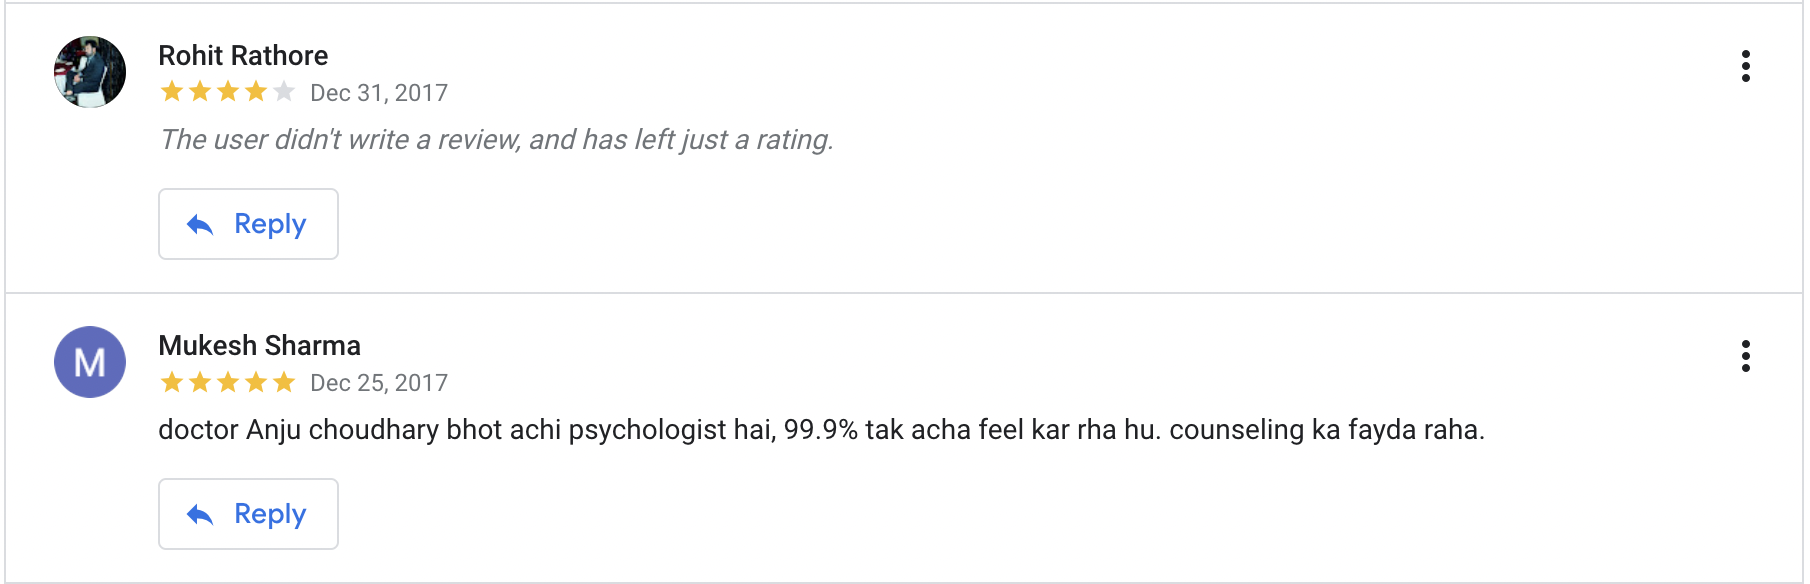 Rohit Rathore
Dec 31, 2017
The user didn't write a review, and has left just a rating.
Reply
M
Mukesh Sharma
Dec 25, 2017
doctor Anju choudhary bhot achi psychologist hai, 99.9% tak acha feel kar rha hu. counseling ka fayda raha.
Reply